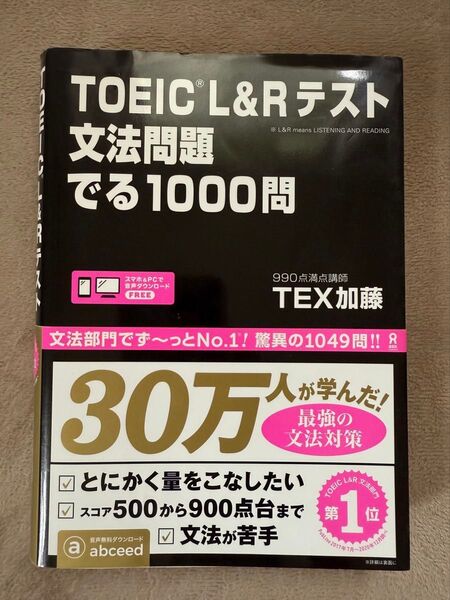 TOEIC® L&Rテスト
※ L&R means LISTENING AND READING
文法問題
でる1000問
スマホ&PCで
音声ダウンロード
FREE
990点満点講師
TEX加藤
文法部門でず〜っとNo.1! 驚異の1049問!!
30万人が学んだ!
最強の
文法対策
とにかく量をこなしたい
スコア500から900点台まで
文法が苦手
TOEIC L&R 文法部門
第1位
※詳細は裏面に
音声無料ダウンロード
a abceed